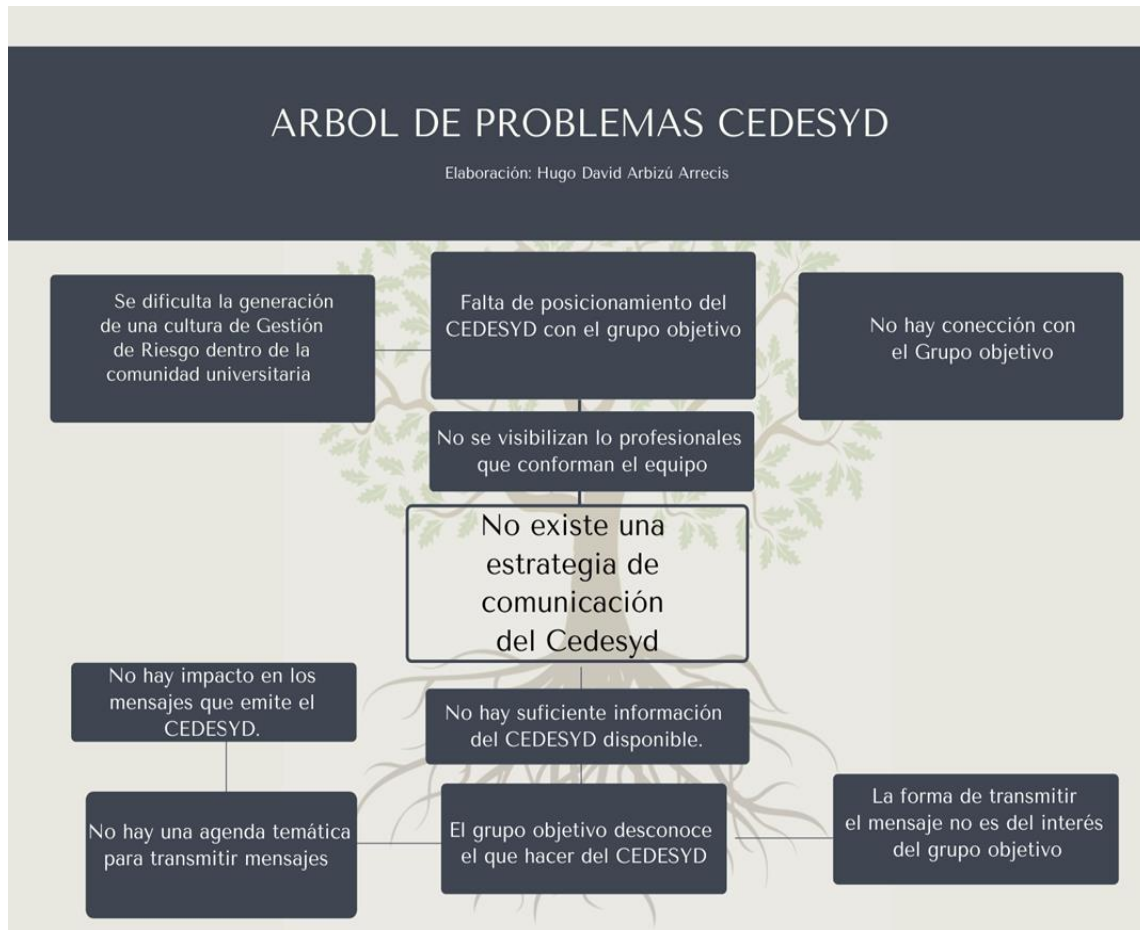 ARBOL DE PROBLEMAS CEDESYD
Elaboración: Hugo David Arbizú Arrecis
Se dificulta la generación
de una cultura de Gestión
de Riesgo dentro de la
comunidad universitaria
Falta de posicionamiento del
CEDESYD con el grupo objetivo
No hay conección con
el Grupo objetivo
No se visibilizan lo profesionales
que conforman el equipo
No existe una
estrategia de
comunicación
del Cedesyd
No hay impacto en los
mensajes que emite el
CEDESYD.
No hay suficiente información
del CEDESYD disponible.
No hay una agenda temática
para transmitir mensajes
El grupo objetivo desconoce
el que hacer del CEDESYD
La forma de transmitir
el mensaje no es del interés
del grupo objetivo